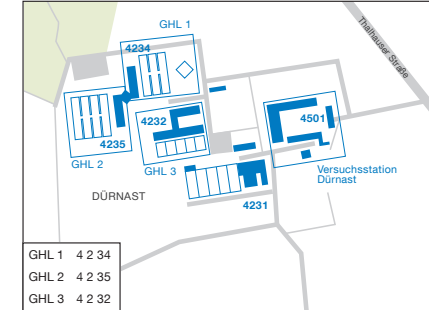 GHL 1
Thalhauser Straße
4234
4232
4501
4235
GHL 2
GHL 3
Versuchsstation
Dürnast
DÜRNAST
4231
GHL 1 4 2 34
GHL 2 4 2 35
GHL 3 4 2 32